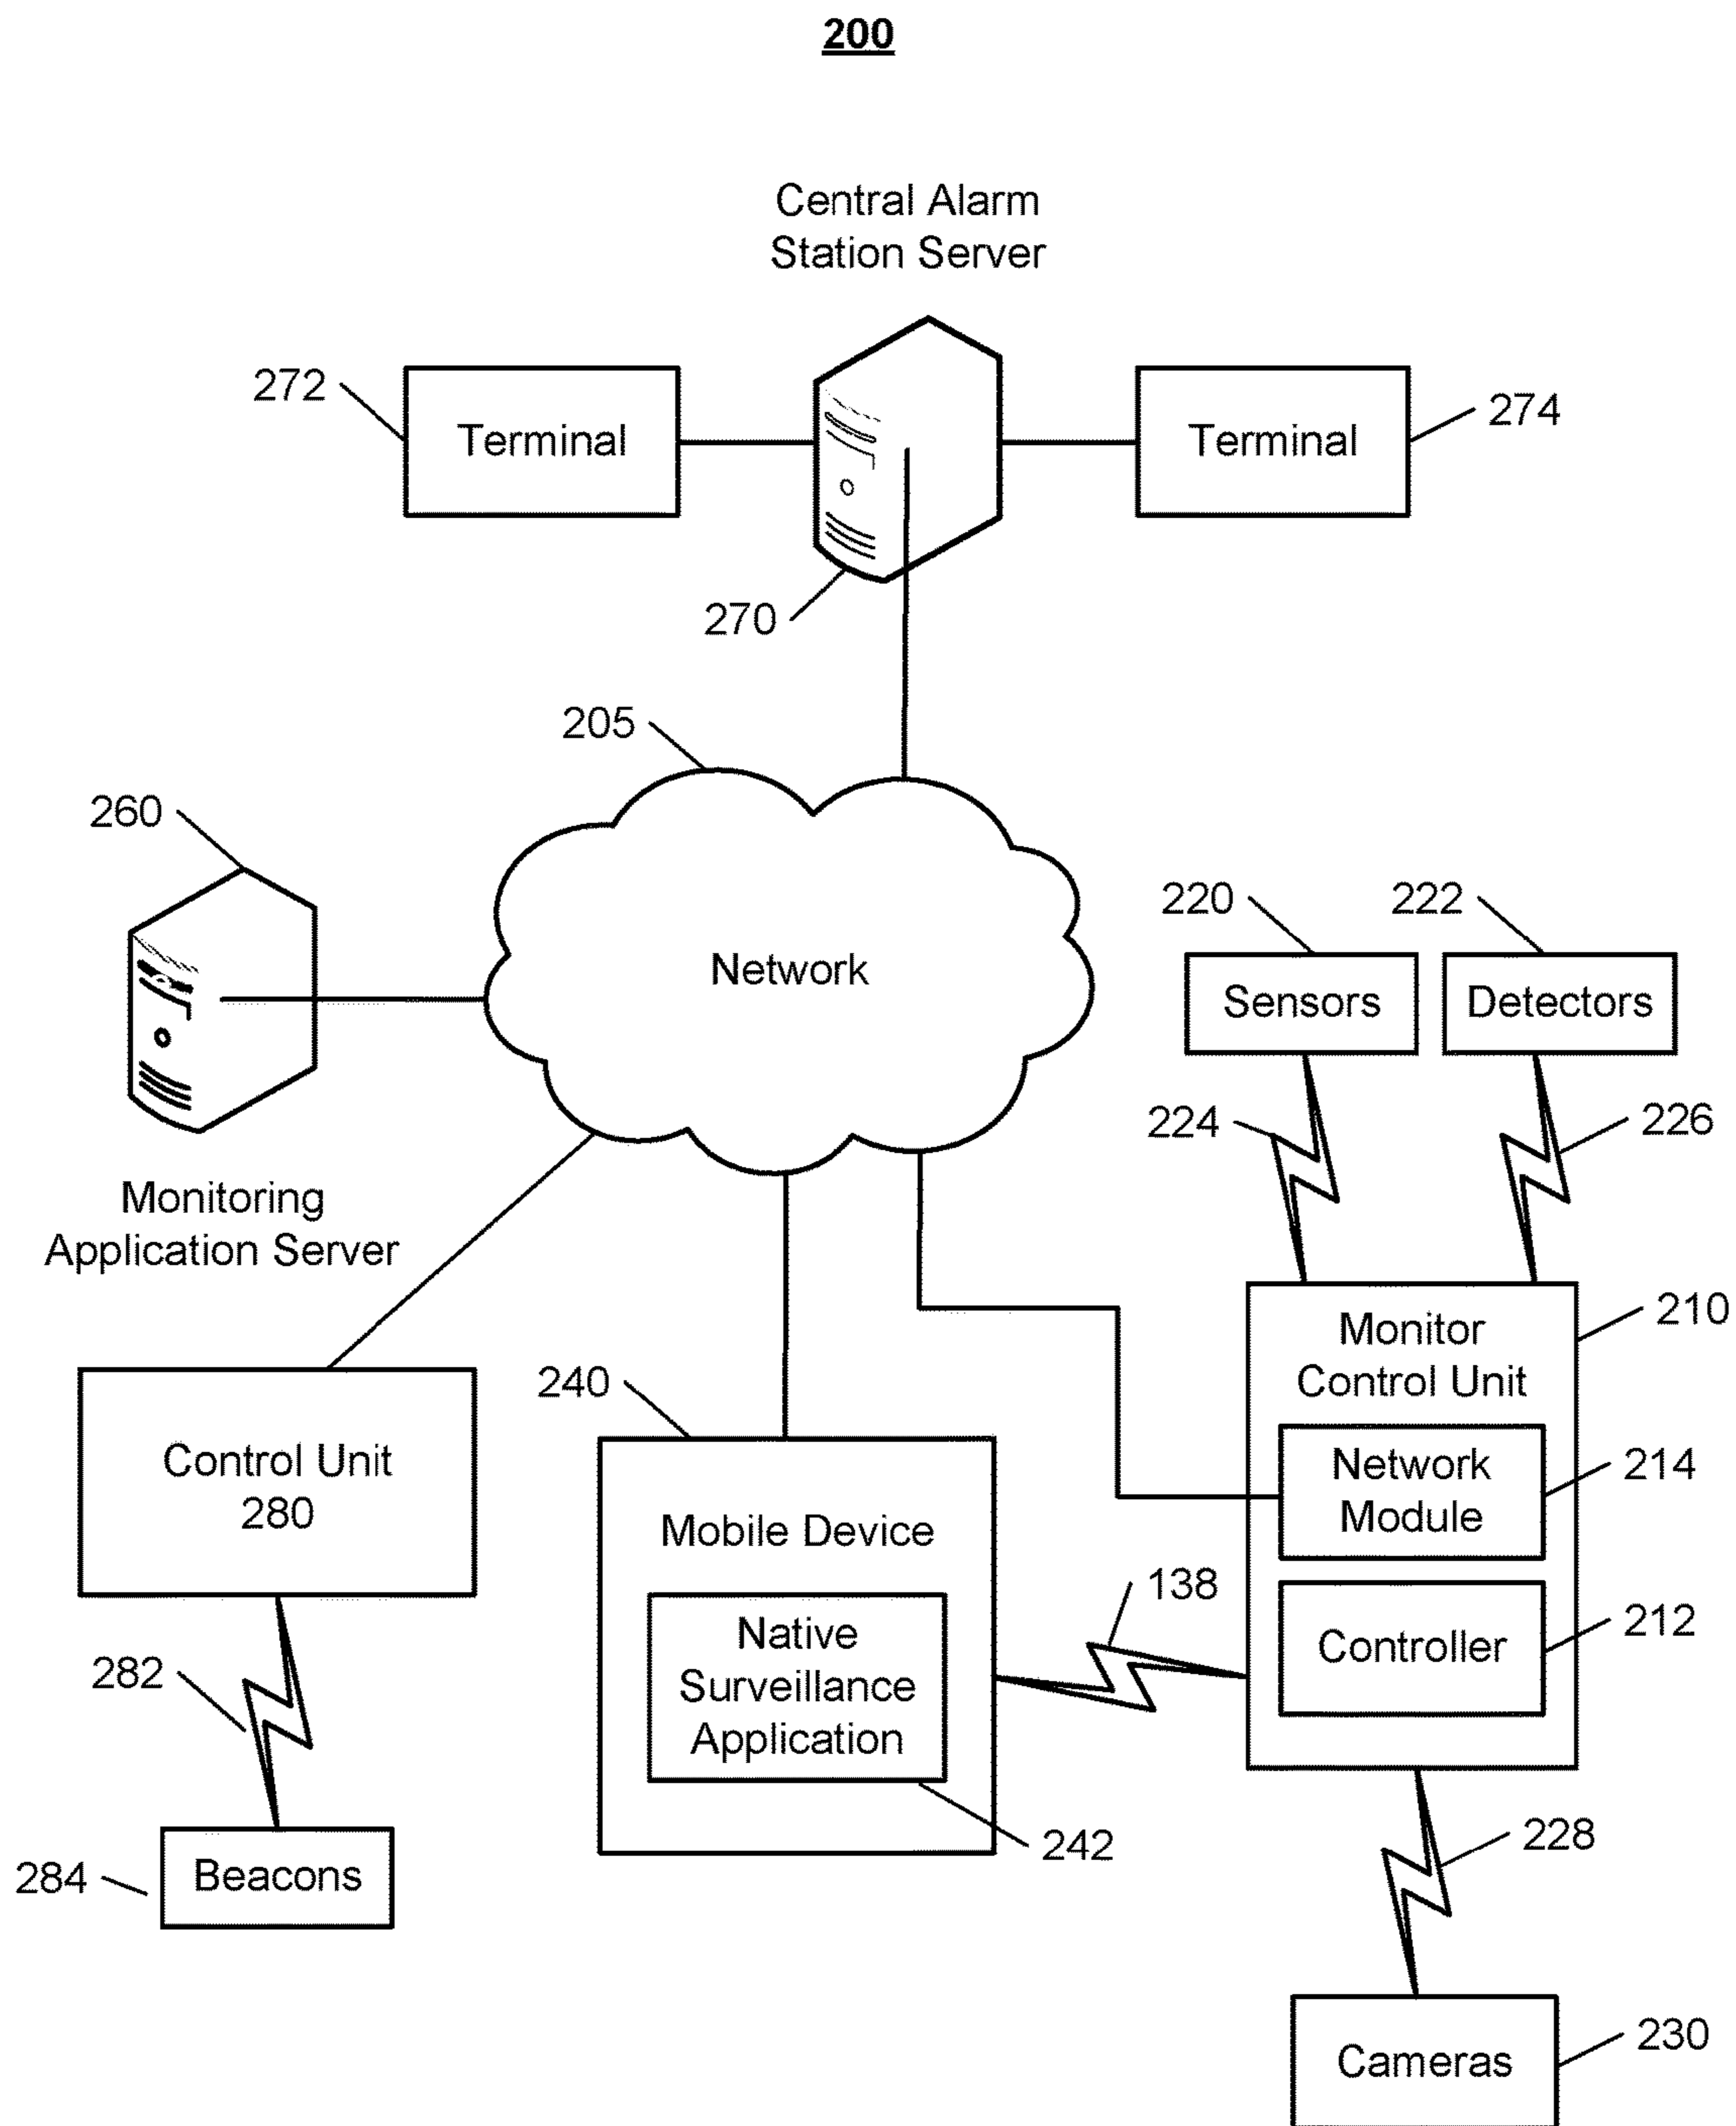 200
Central Alarm
Station Server
272
Terminal
Terminal
274
270
205
260
Network
220
222
Sensors
Detectors
224
226
Monitoring
Application Server
210
Monitor
Control Unit
240
Control Unit
280
Network
Module
214
Mobile Device
138
Controller
212
Native
Surveillance
Application
282
242
228
284
Beacons
Cameras
230